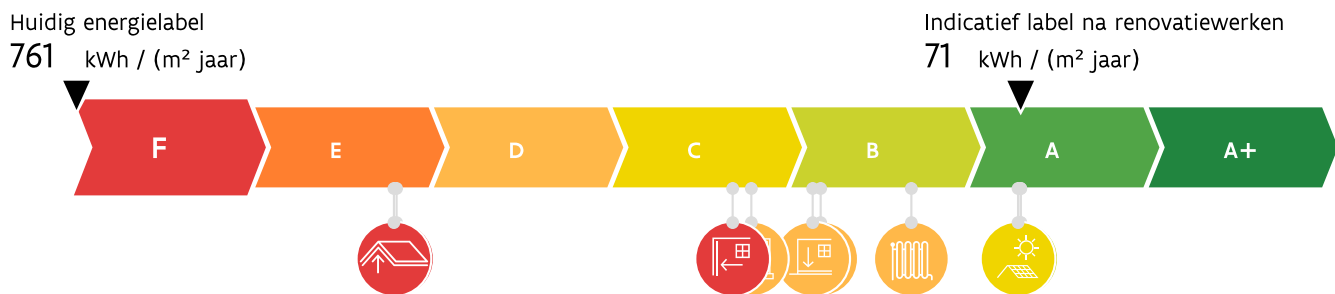 Huidig energielabel
761 kWh / (m² jaar)
Indicatief label na renovatiewerken
71 kWh / (m² jaar)
F E D C B A A+